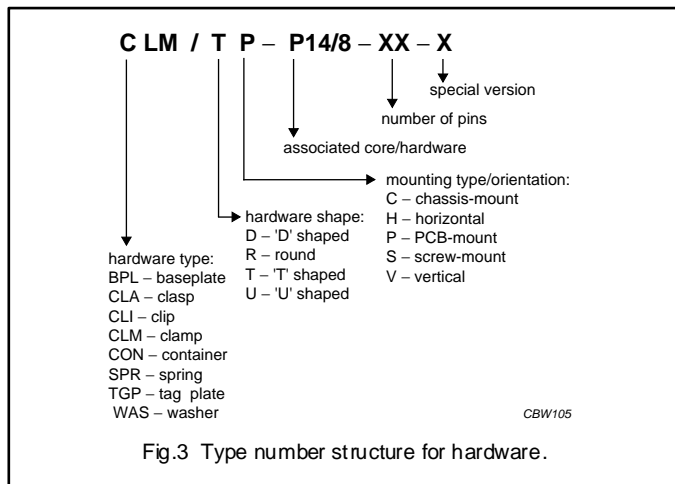 C LM / T P – P14/8 – XX – X
special version
number of pins
associated core/hardware
mounting type/orientation:
C – chassis-mount
H – horizontal
P – PCB-mount
S – screw-mount
V – vertical
hardware shape:
D – 'D' shaped
R – round
T – 'T' shaped
U – 'U' shaped
hardware type:
BPL – baseplate
CLA – clasp
CLI – clip
CLM – clamp
CON – container
SPR – spring
TGP – tag plate
WAS – washer
CBW105
Fig.3 Type number structure for hardware.